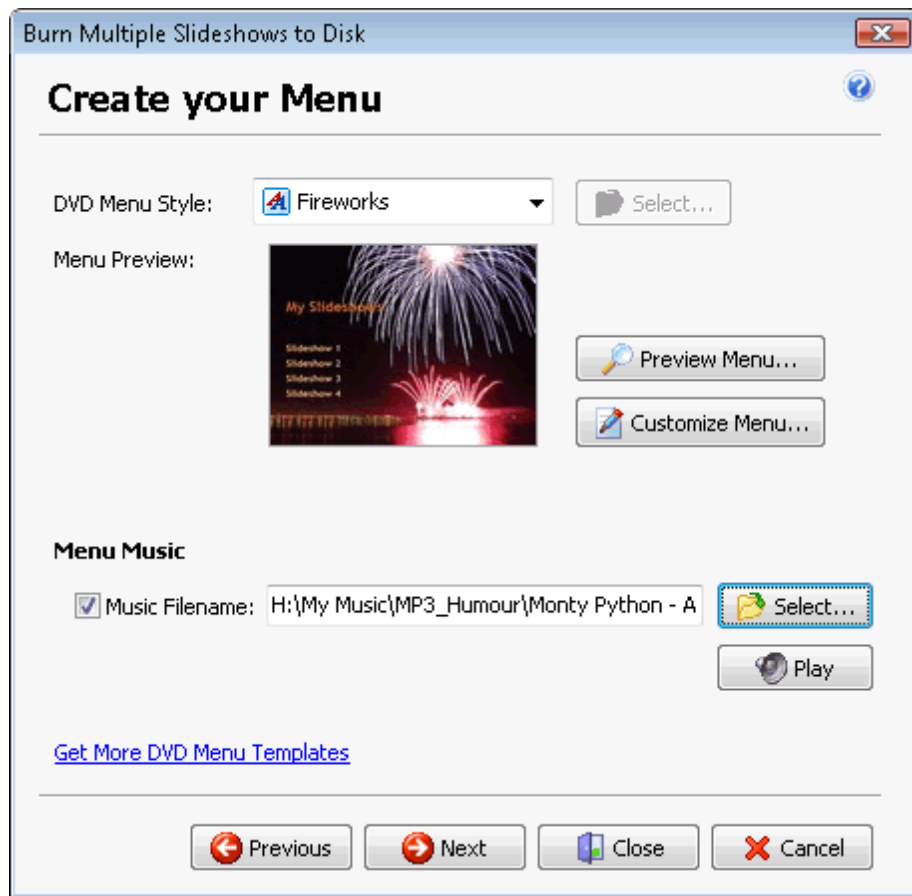 Burn Multiple Slideshows to Disk
Create your Menu
DVD Menu Style: Fireworks Select...
Menu Preview:
My Slideshows
Slideshow 1
Slideshow 2
Slideshow 3
Slideshow 4
Preview Menu...
Customize Menu...
Menu Music
Music Filename: H:\My Music\MP3_Humour\Monty Python - A Select...
Play
Get More DVD Menu Templates
Previous Next Close Cancel